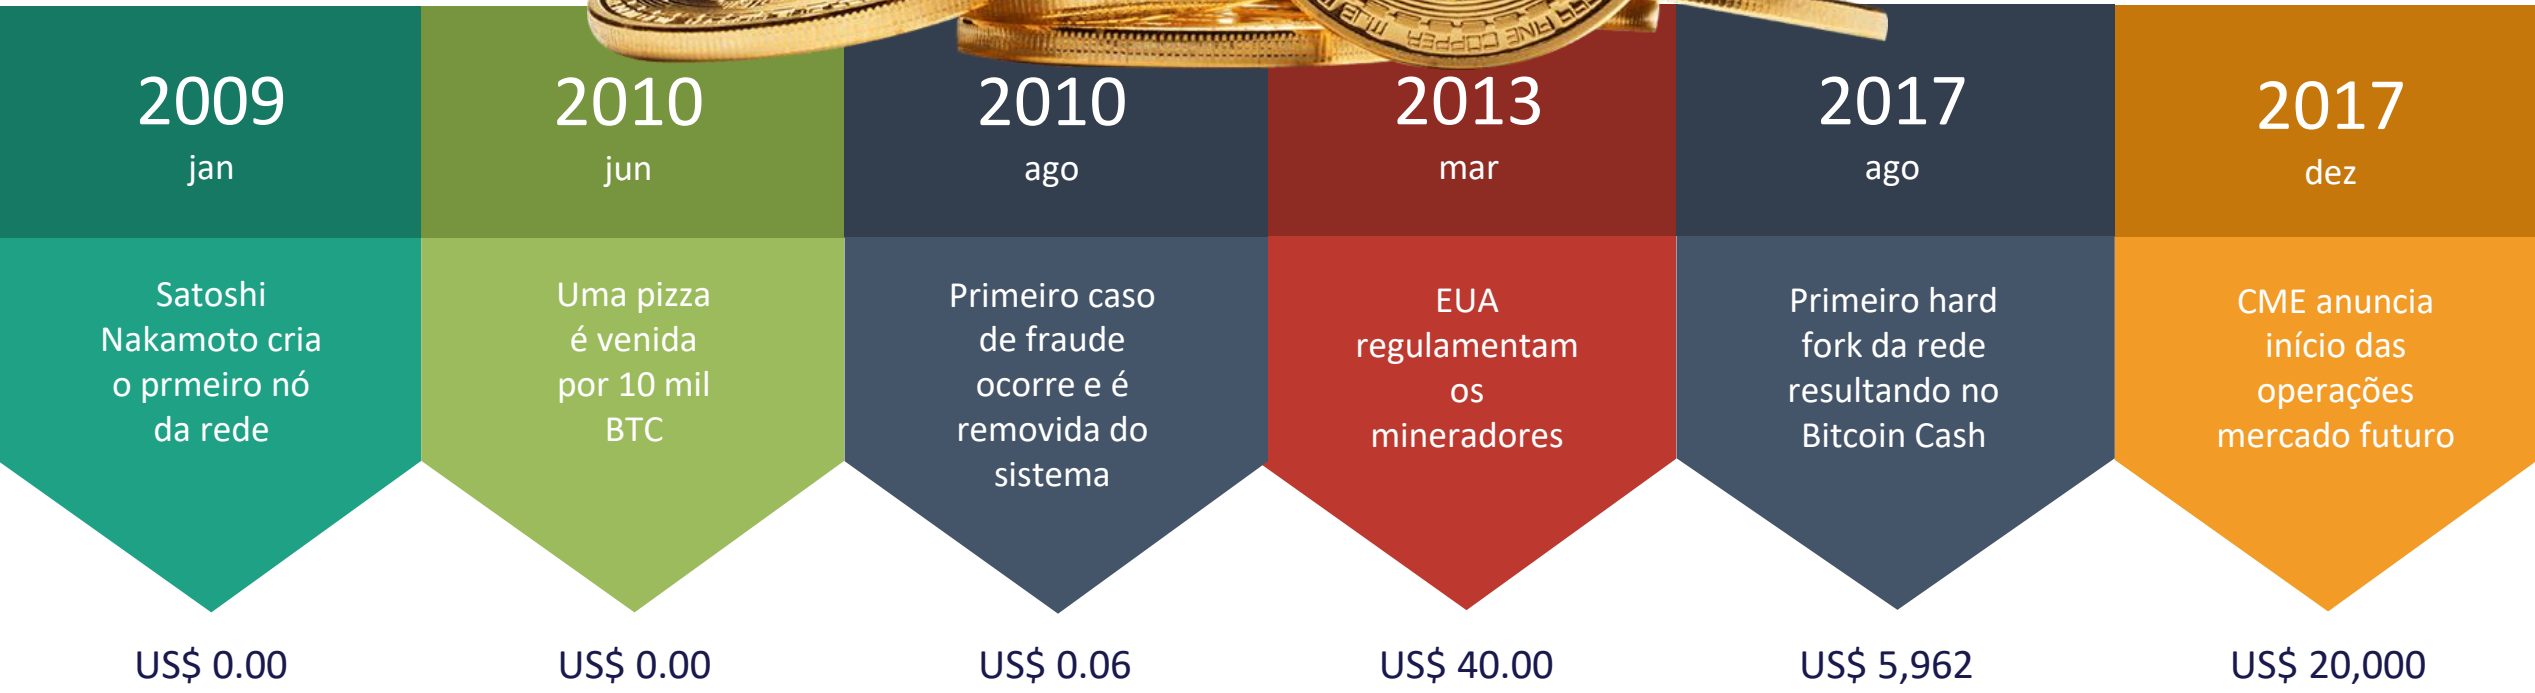 2009
jan
Satoshi
Nakamoto cria
o prmeiro nó
da rede
US$ 0.00
2010
jun
Uma pizza
é venida
por 10 mil
BTC
US$ 0.00
2010
ago
Primeiro caso
de fraude
ocorre e é
removida do
sistema
US$ 0.06
2013
mar
EUA
regulamentam
os
mineradores
US$ 40.00
2017
ago
Primeiro hard
fork da rede
resultando no
Bitcoin Cash
US$ 5,962
2017
dez
CME anuncia
início das
operações
mercado futuro
US$ 20,000
FINE COPPER